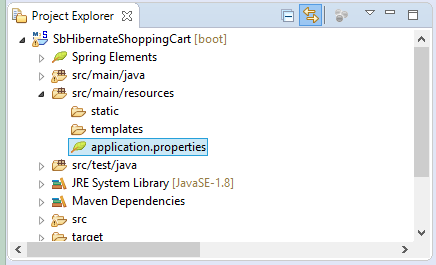 Project Explorer
SbHibernateShoppingCart [boot]
Spring Elements
src/main/java
src/main/resources
static
templates
application.properties
src/test/java
JRE System Library [JavaSE-1.8]
Maven Dependencies
src
target